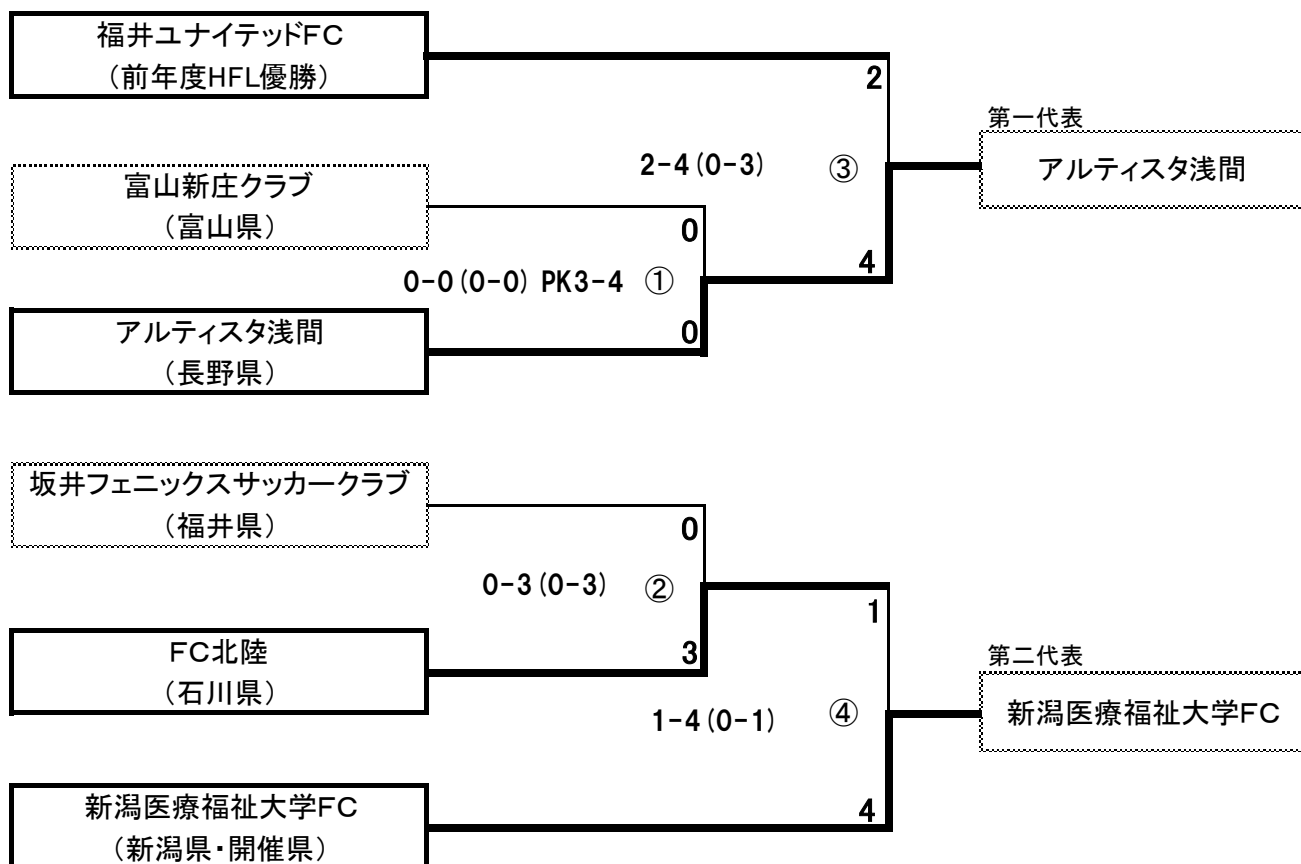 福井ユナイテッドFC
（前年度HFL優勝）
2
第一代表
アルティスタ浅間
2-4(0-3) ③
富山新庄クラブ
（富山県）
0
4
0-0(0-0) PK3-4 ①
アルティスタ浅間
（長野県）
0
坂井フェニックスサッカークラブ
（福井県）
0
0-3(0-3) ②
1
FC北陸
（石川県）
3
第二代表
新潟医療福祉大学FC
1-4(0-1) ④
新潟医療福祉大学FC
（新潟県・開催県）
4